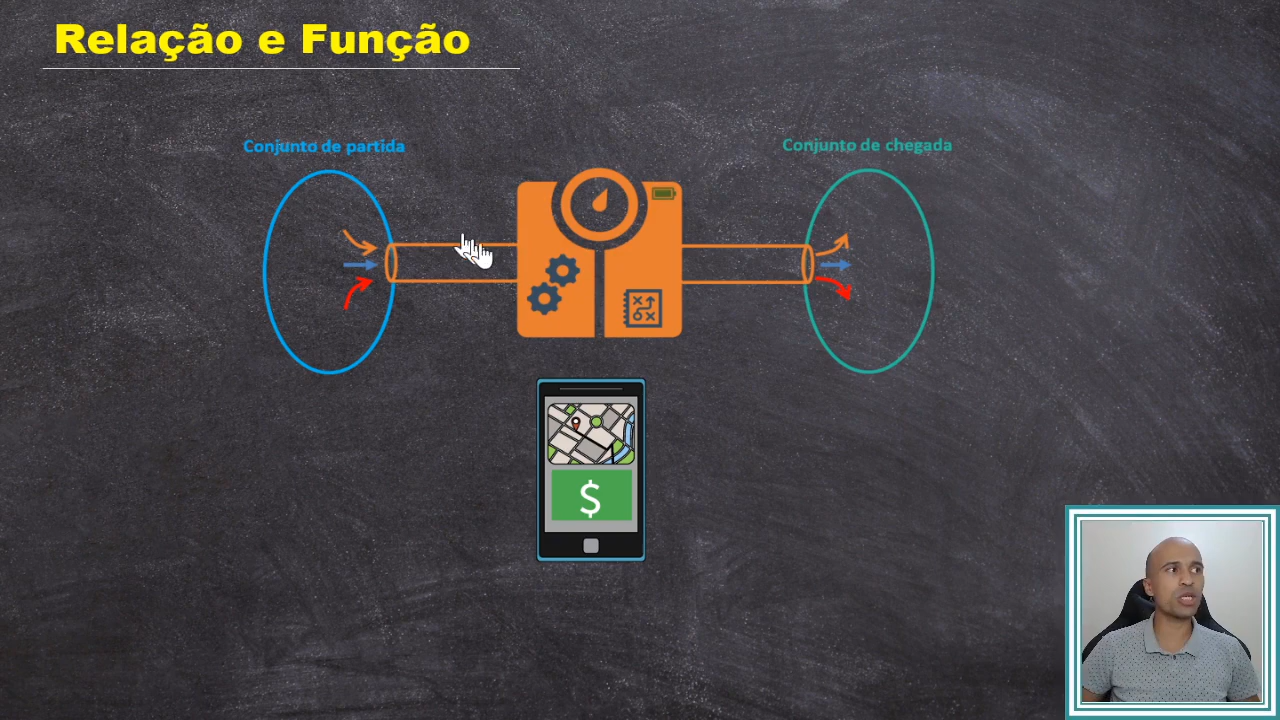 Relação e Função
Conjunto de partida
Conjunto de chegada
$